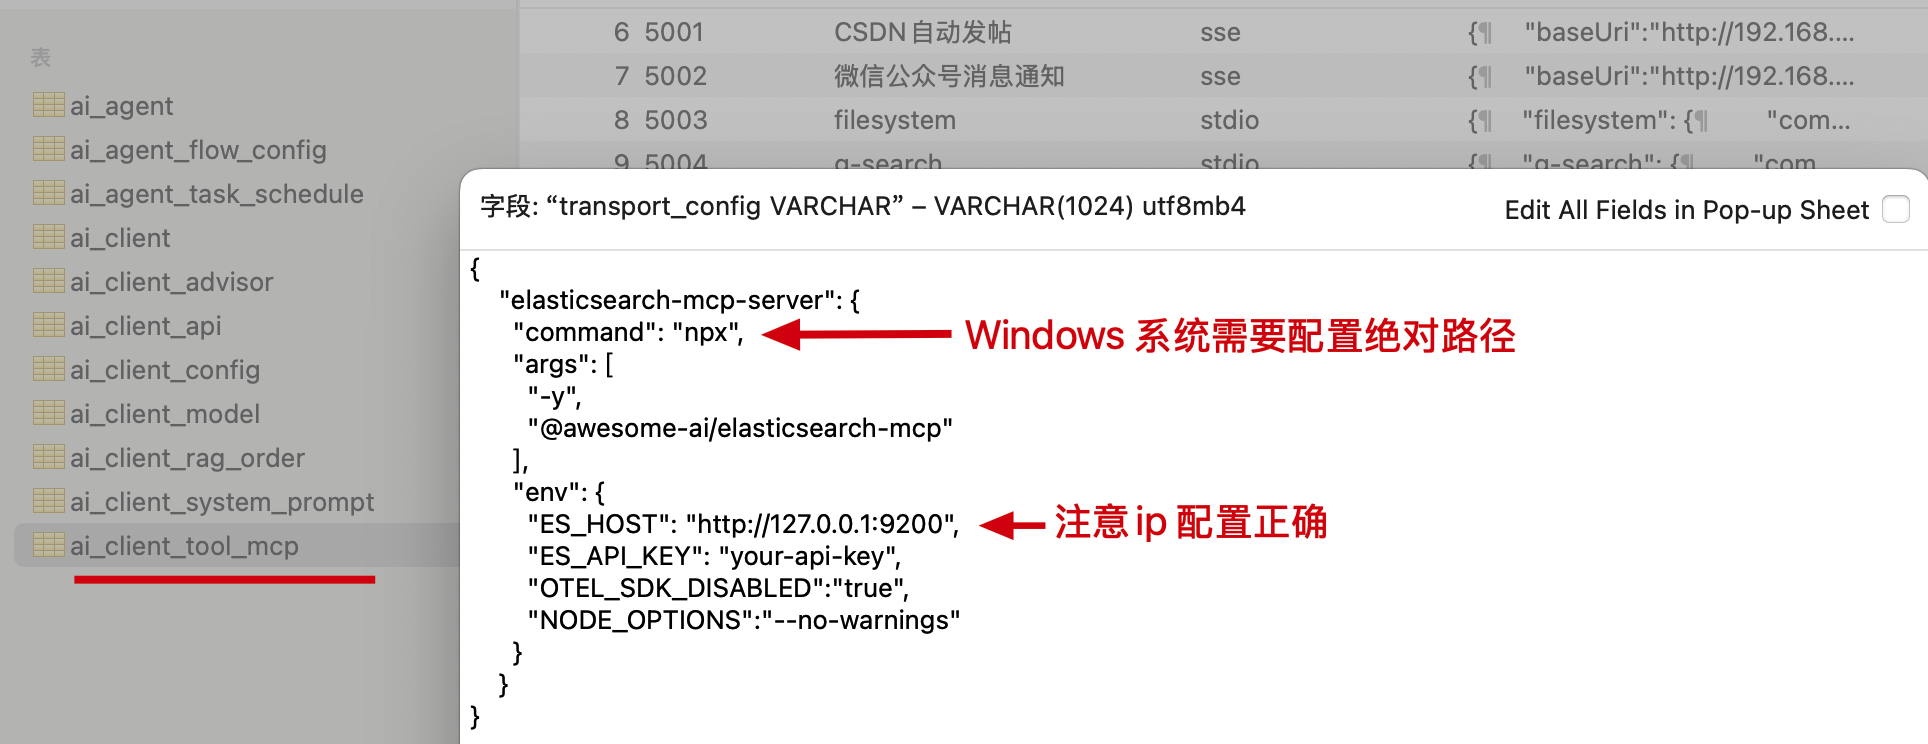 表
ai_agent
ai_agent_flow_config
ai_agent_task_schedule
ai_client
ai_client_advisor
ai_client_api
ai_client_config
ai_client_model
ai_client_rag_order
ai_client_system_prompt
ai_client_tool_mcp
6 5001 CSDN自动发帖 sse {¶ "baseUri":"http://192.168....
7 5002 微信公众号消息通知 sse {¶ "baseUri":"http://192.168....
8 5003 filesystem stdio {¶ "filesystem": {¶ "com...
9 5004 g-search stdio {¶ "g-search": {¶ "com
字段: “transport_config VARCHAR” – VARCHAR(1024) utf8mb4
Edit All Fields in Pop-up Sheet
{
"elasticsearch-mcp-server": {
"command": "npx",
Windows 系统需要配置绝对路径
"args": [
"-y",
"@awesome-ai/elasticsearch-mcp"
],
"env": {
"ES_HOST": "http://127.0.0.1:9200",
注意ip 配置正确
"ES_API_KEY": "your-api-key",
"OTEL_SDK_DISABLED":"true",
"NODE_OPTIONS":"--no-warnings"
}
}
}